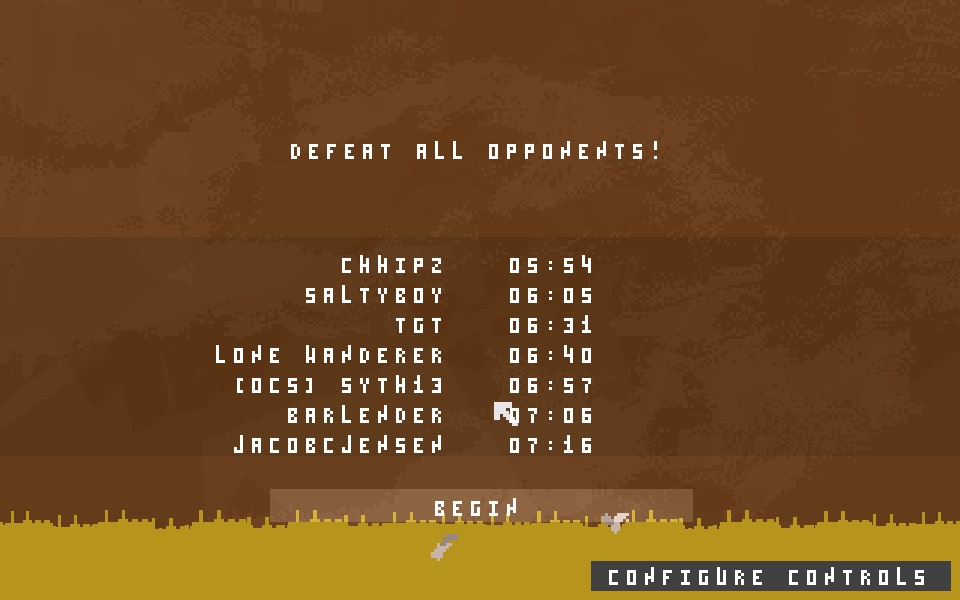 DEFEAT ALL OPPONENTS!
CHHIPZ 05:54
SALTYBOY 06:05
TGT 06:31
LONE WANDERER 06:40
[OCS] SYTH13 06:57
BARLENDER 07:06
JACOBCJENSEN 07:16
BEGIN
CONFIGURE CONTROLS